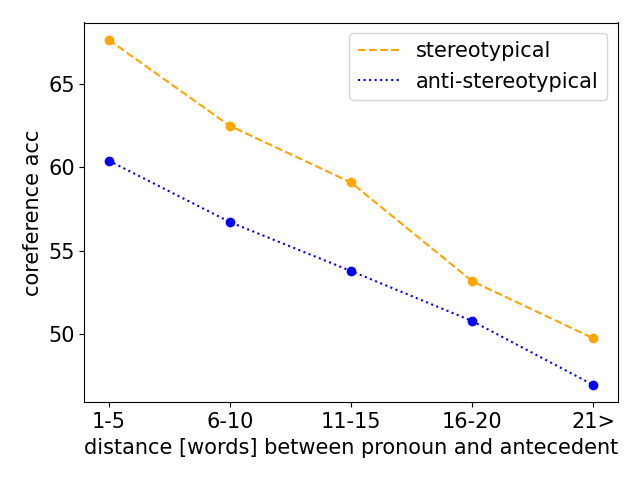 stereotypical
anti-stereotypical
coreference acc
65
60
55
50
1-5 6-10 11-15 16-20 21>
distance [words] between pronoun and antecedent